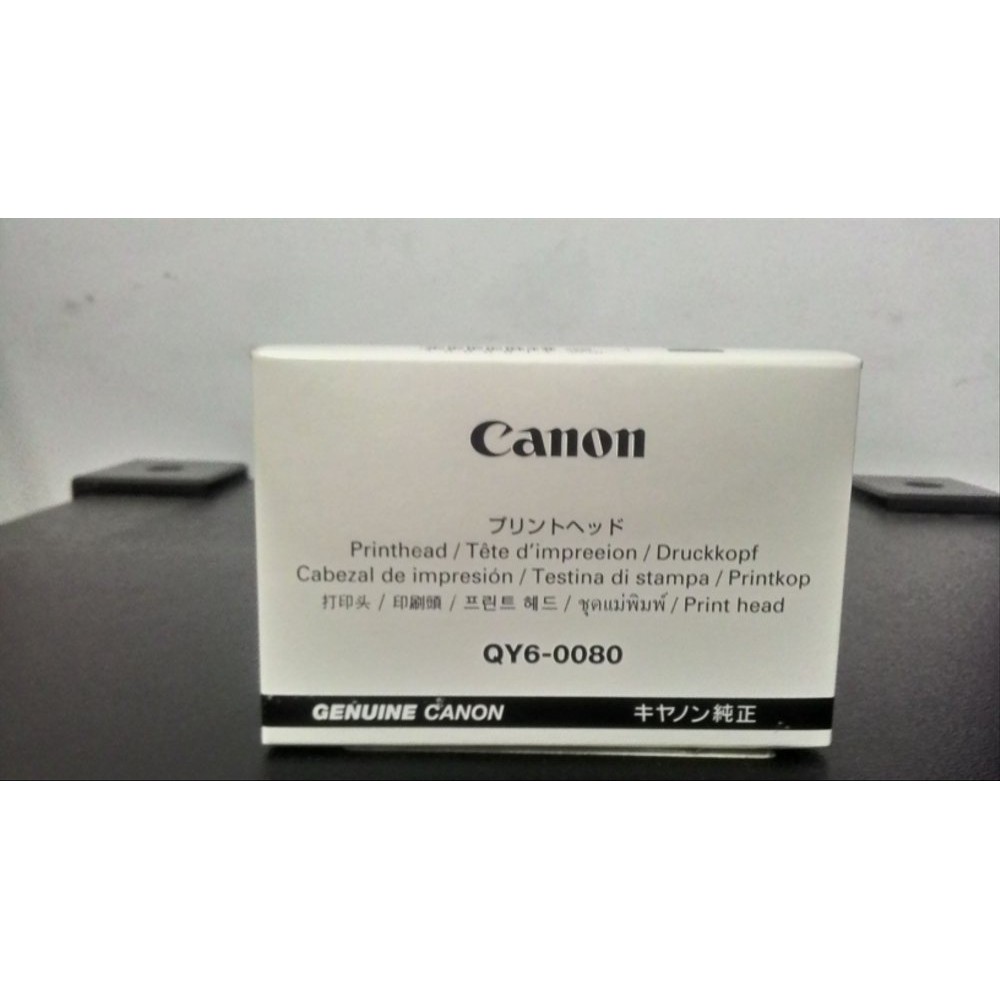 Canon
プリントヘッド
Printhead / Tête d'impreeion / Druckkopf
Cabezal de impresión / Testina di stampa / Printkop
打印头 / 印刷頭 / 프린트 헤드 / ชุดแม่พิมพ์ / Print head
QY6-0080
GENUINE CANON キヤノン純正